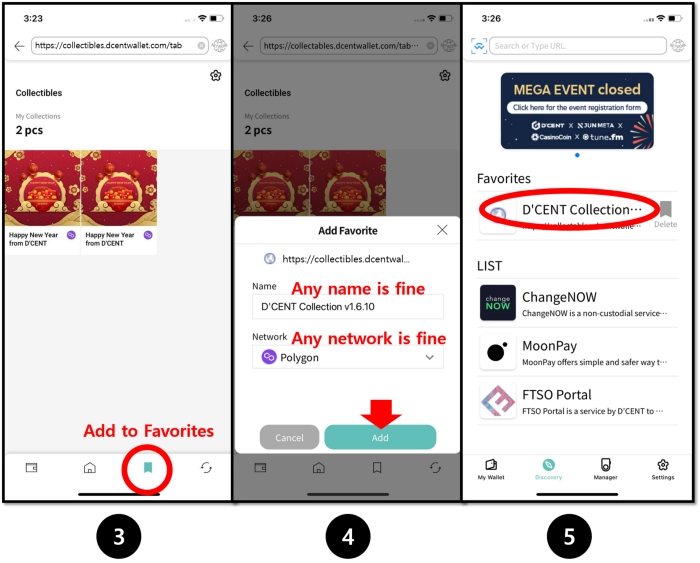 3:23
https://collectibles.dcentwallet.com/tab
Collectibles
My Collections
2 pcs
Happy New Year from D'CENT
Happy New Year from D'CENT
Add to Favorites
3
3:26
https://collectables.dcentwallet.com/tab...
Collectibles
My Collections
2 pcs
Add Favorite
https://collectibles.dcentwal...
Name
Any name is fine
D'CENT Collection v1.6.10
Network
Any network is fine
Polygon
Cancel
Add
4
3:26
Search or Type URL.
MEGA EVENT closed
Click here for the event registration form
D'CENT X XJUN META X
CasinoCoin X tune.fm
Favorites
D'CENT Collection...
Delete
LIST
change NOW
ChangeNOW
ChangeNOW is a non-custodial service...
MoonPay
MoonPay offers simple and safer way t...
FTSO Portal
FTSO Portal is a service by D'CENT to ...
My Wallet
Discovery
Manager
Settings
5